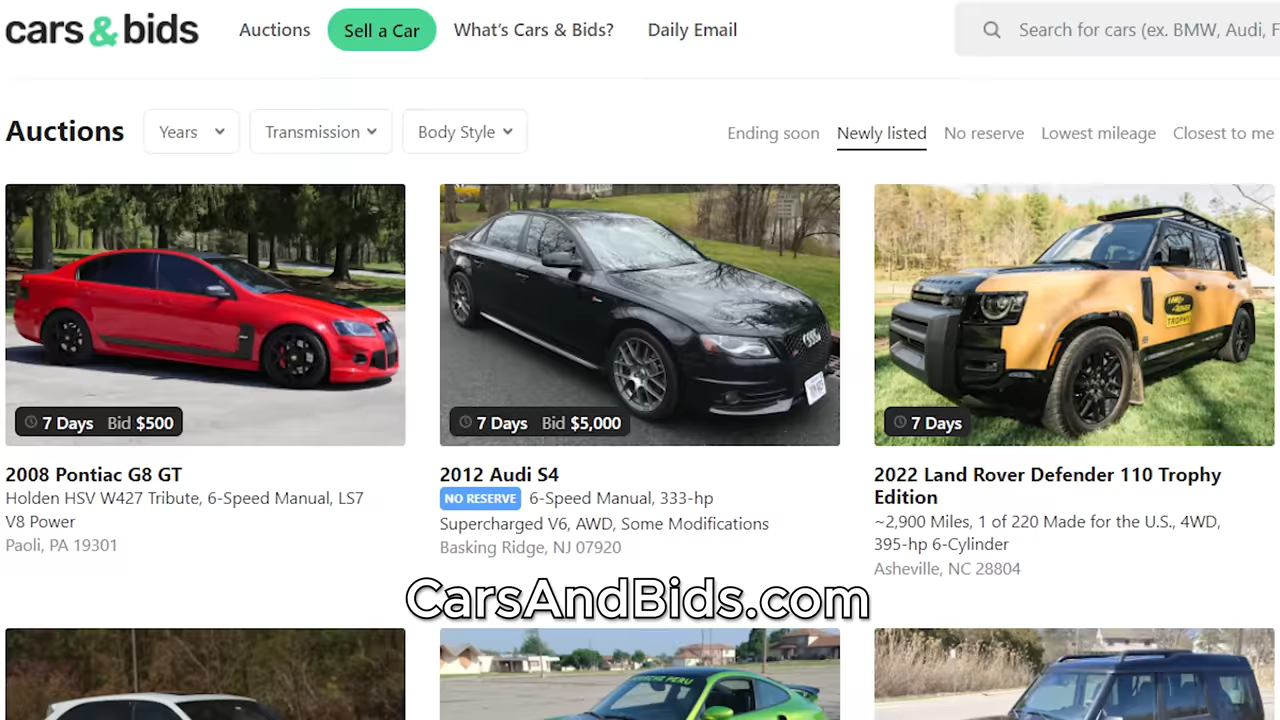 cars & bids
Auctions
Sell a Car
What's Cars & Bids?
Daily Email
Search for cars (ex. BMW, Audi, F
Auctions
Years
Transmission
Body Style
Ending soon
Newly listed
No reserve
Lowest mileage
Closest to me
7 Days Bid $500
7 Days Bid $5,000
LAND ROVER
TROPHY
7 Days
2008 Pontiac G8 GT
Holden HSV W427 Tribute, 6-Speed Manual, LS7
V8 Power
Paoli, PA 19301
2012 Audi S4
NO RESERVE 6-Speed Manual, 333-hp
Supercharged V6, AWD, Some Modifications
Basking Ridge, NJ 07920
2022 Land Rover Defender 110 Trophy
Edition
~2,900 Miles, 1 of 220 Made for the U.S., 4WD,
395-hp 6-Cylinder
Asheville, NC 28804
CarsAndBids.com
PORSCHE PERU